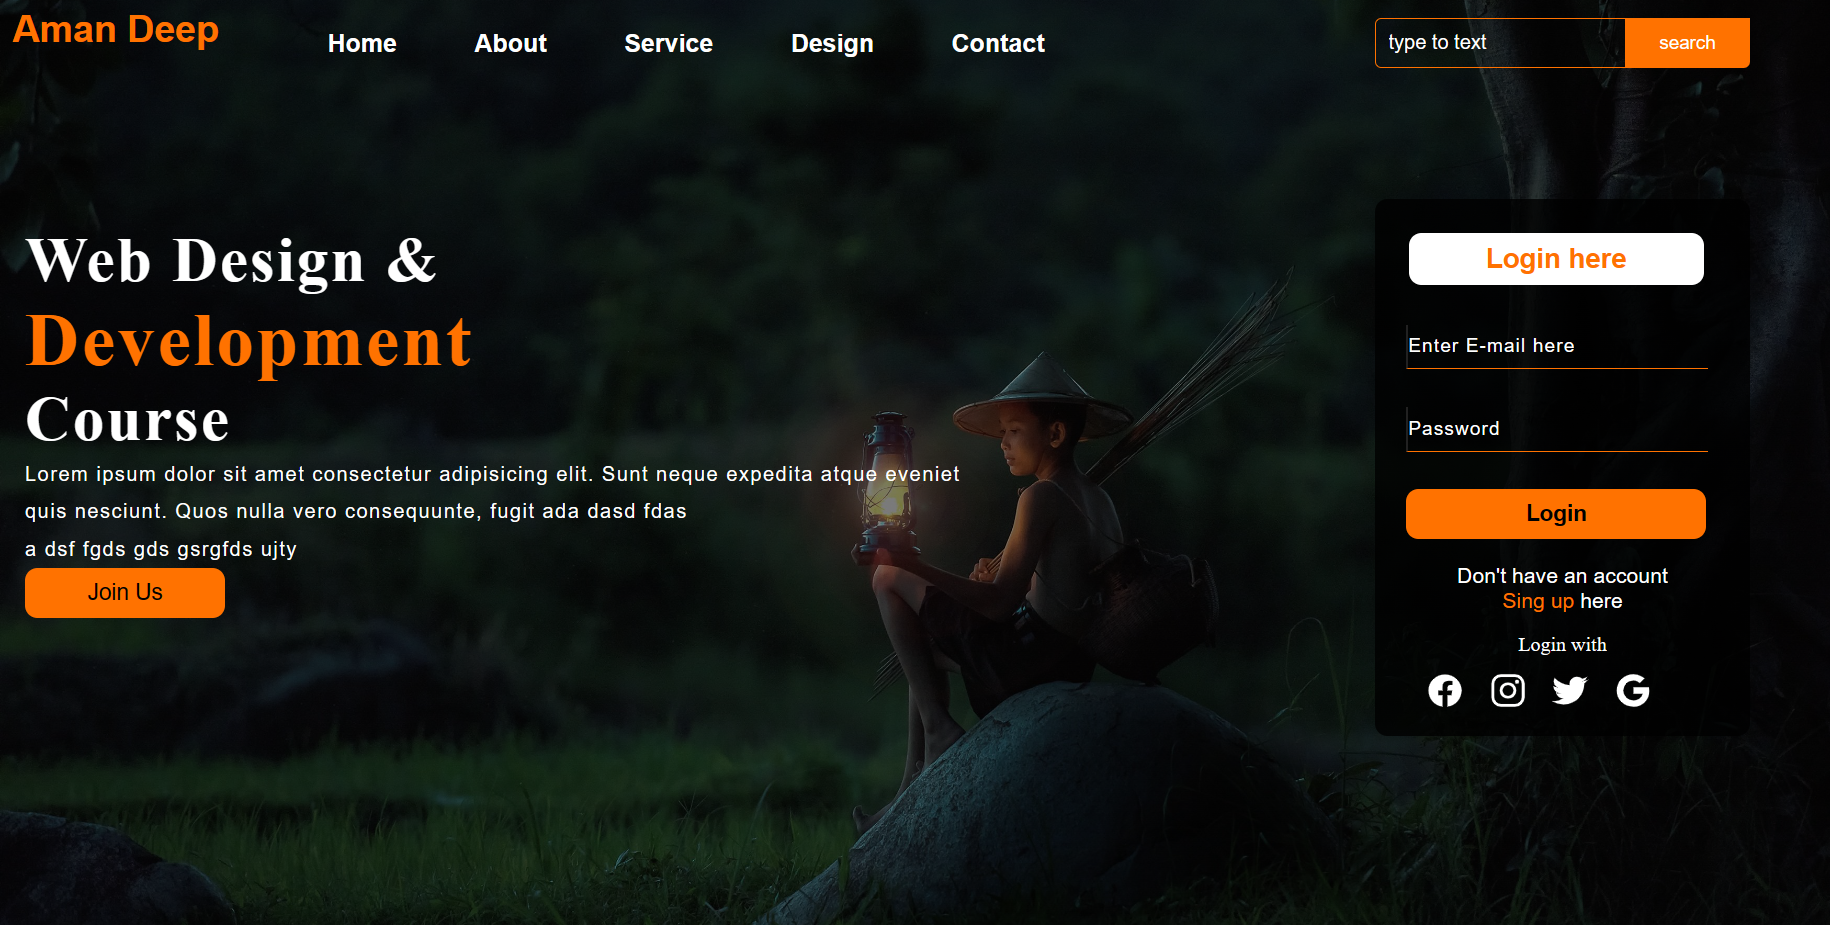 Aman Deep
Home About Service Design Contact
type to text search
Web Design &
Development
Course
Lorem ipsum dolor sit amet consectetur adipisicing elit. Sunt neque expedita atque eveniet
quis nesciunt. Quos nulla vero consequunte, fugit ada dasd fdas
a dsf fgds gds gsrgfds ujty
Join Us
Login here
Enter E-mail here
Password
Login
Don't have an account
Sing up here
Login with